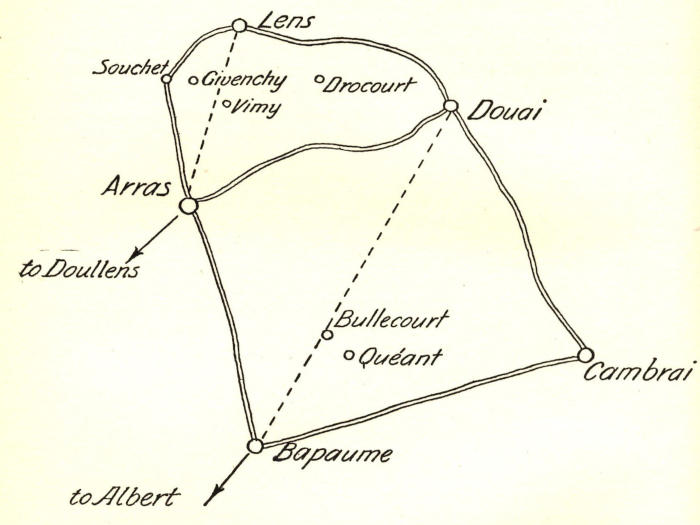 Lens
Souchet
Givenchy
Drocourt
Vimy
Douai
Arras
to Doullens
Bullecourt
Quéant
Cambrai
Bapaume
to Albert